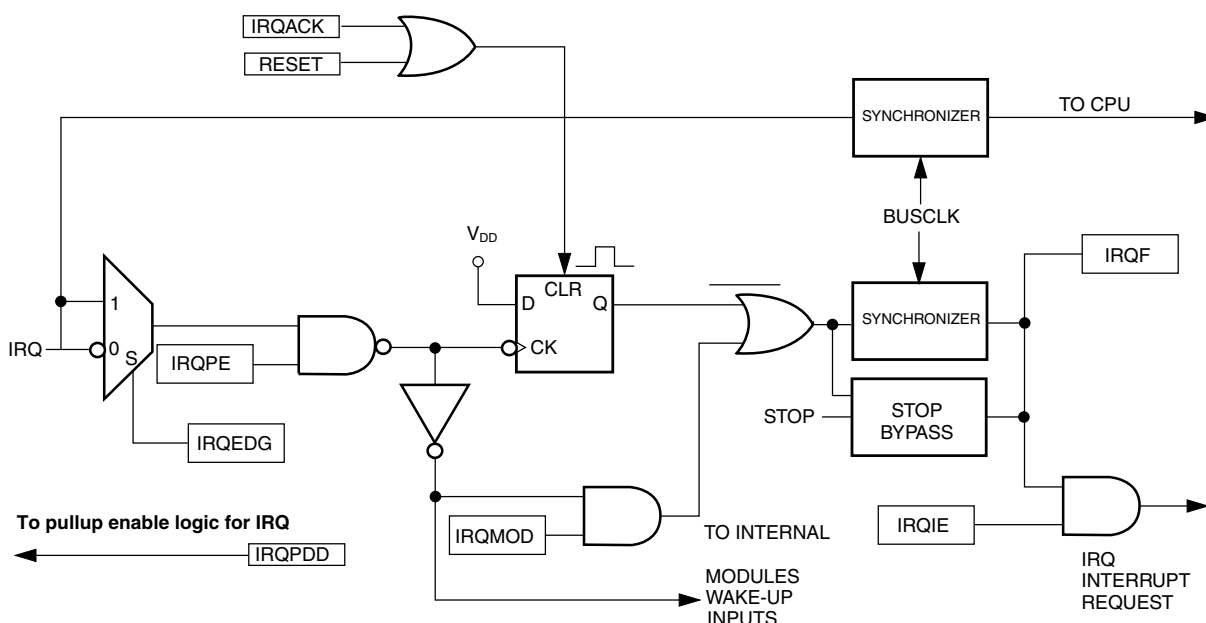 IRQACK
RESET
SYNCHRONIZER
TO CPU
BUSCLK
VDD
CLR
D
Q
CK
IRQF
SYNCHRONIZER
1
IRQ
0
S
IRQPE
STOP
STOP
BYPASS
IRQEDG
To pullup enable logic for IRQ
IRQPDD
IRQMOD
TO INTERNAL
MODULES
WAKE-UP
INPUTS
IRQIE
IRQ
INTERRUPT
REQUEST